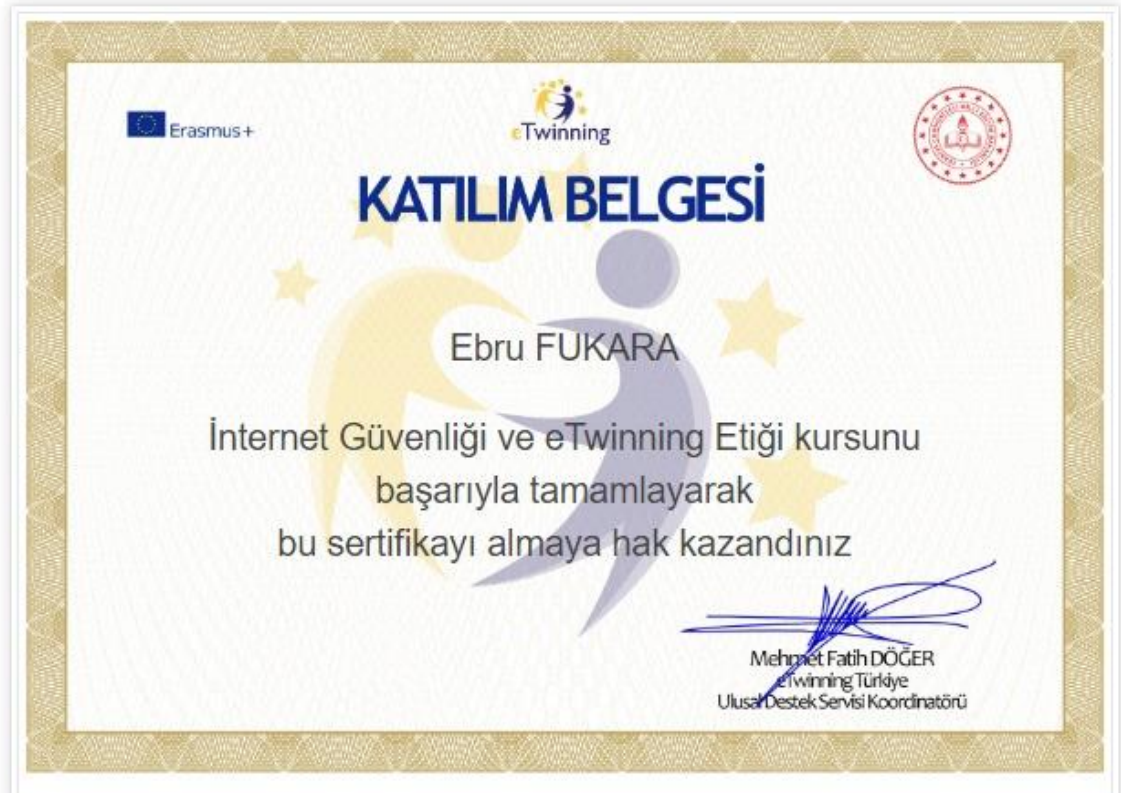 Erasmus+
eTwinning
KATILIM BELGESİ
Ebru FUKARA
İnternet Güvenliği ve eTwinning Etiği kursunu
başarıyla tamamlayarak
bu sertifikayı almaya hak kazandınız
Mehmet Fatih DÖĞER
eTwinning Türkiye
Ulusal Destek Servisi Koordinatörü